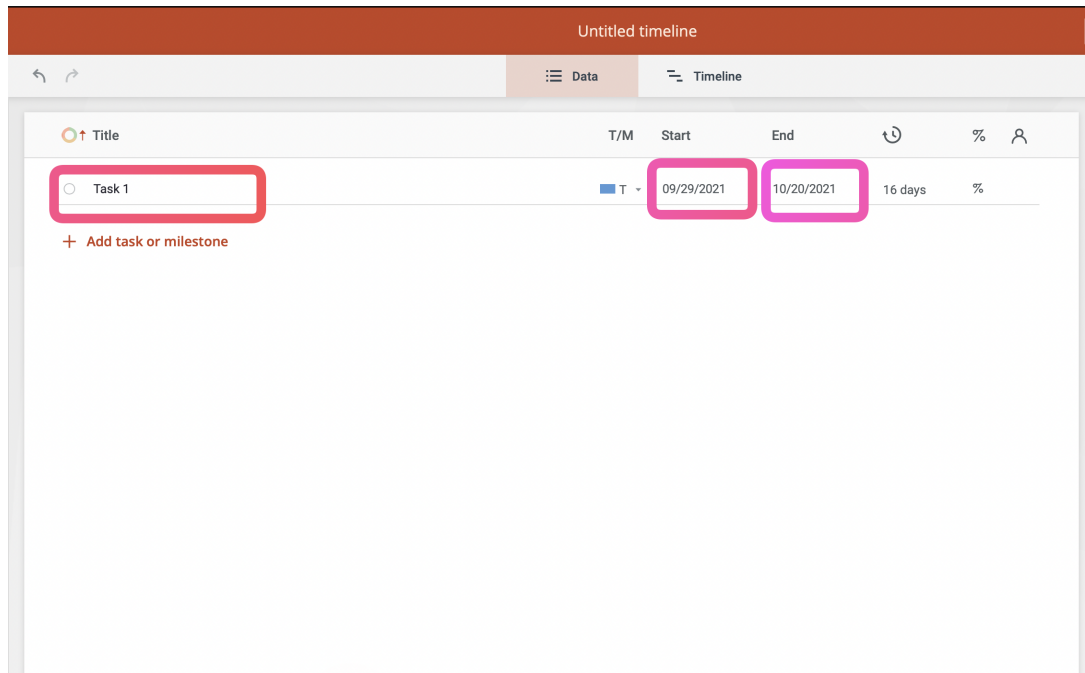 Untitled timeline
Data Timeline
Title T/M Start End %
Task 1 T 09/29/2021 10/20/2021 16 days %
+ Add task or milestone